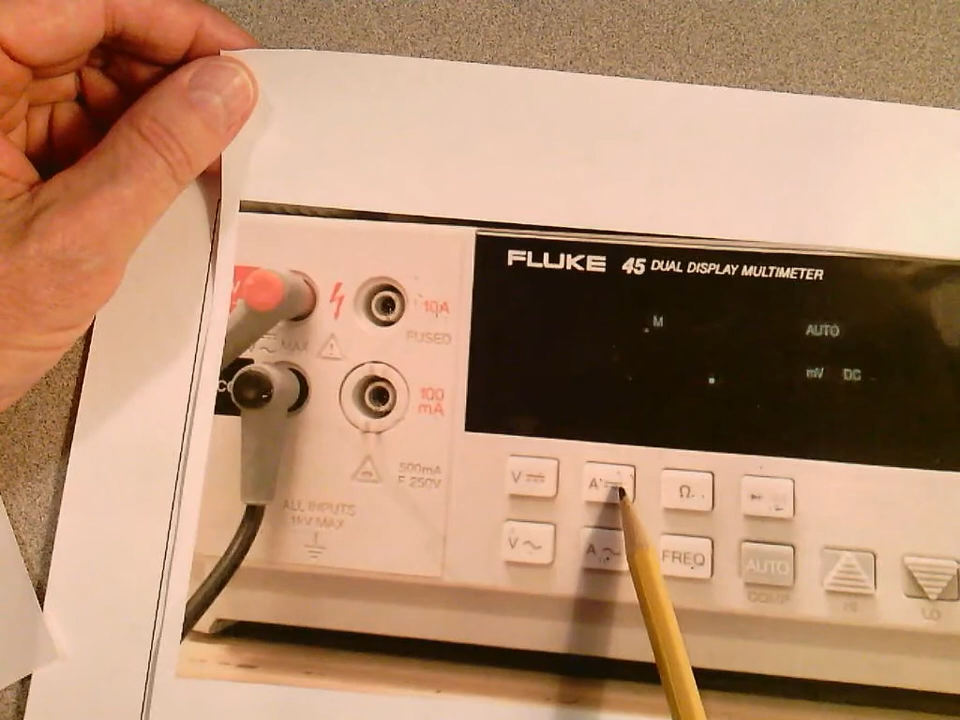 FLUKE 45 DUAL DISPLAY MULTIMETER
M
AUTO
mV DC
10A
FUSED
MAX
100
mA
500mA
F 250V
ALL INPUTS
1kV MAX
V
A
Ω
V
A
FREQ
AUTO
COMP
HI
LO